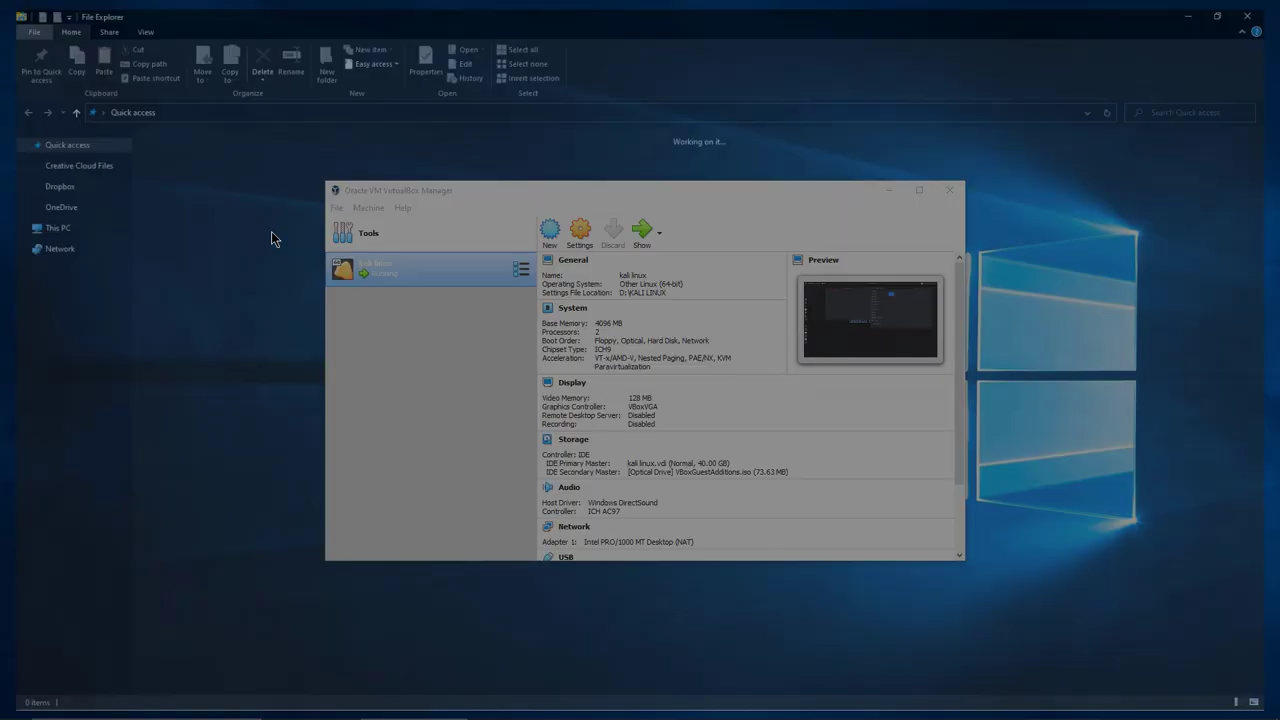 File Explorer
File Home Share View
Pin to Quick access
Copy
Paste
Cut
Copy path
Paste shortcut
Clipboard
Move to
Copy to
Delete
Rename
Organize
New folder
New item
Easy access
New
Properties
Open
Edit
History
Open
Select all
Select none
Invert selection
Select
Quick access
Search Quick access
Working on it...
Quick access
Creative Cloud Files
Dropbox
OneDrive
This PC
Network
Oracle VM VirtualBox Manager
File Machine Help
Tools
New Settings Discard Show
kali linux
Running
General
Name: kali linux
Operating System: Other Linux (64-bit)
Settings File Location: D:\KALI LINUX
Preview
System
Base Memory: 4096 MB
Processors: 2
Boot Order: Floppy, Optical, Hard Disk, Network
Chipset Type: ICH9
Acceleration: VT-x/AMD-V, Nested Paging, PAE/NX, KVM
Paravirtualization
Display
Video Memory: 128 MB
Graphics Controller: VBoxVGA
Remote Desktop Server: Disabled
Recording: Disabled
Storage
Controller: IDE
IDE Primary Master: kali linux.vdi (Normal, 40.00 GB)
IDE Secondary Master: [Optical Drive] VBoxGuestAdditions.iso (73.63 MB)
Audio
Host Driver: Windows DirectSound
Controller: ICH AC97
Network
Adapter 1: Intel PRO/1000 MT Desktop (NAT)
USB
0 items